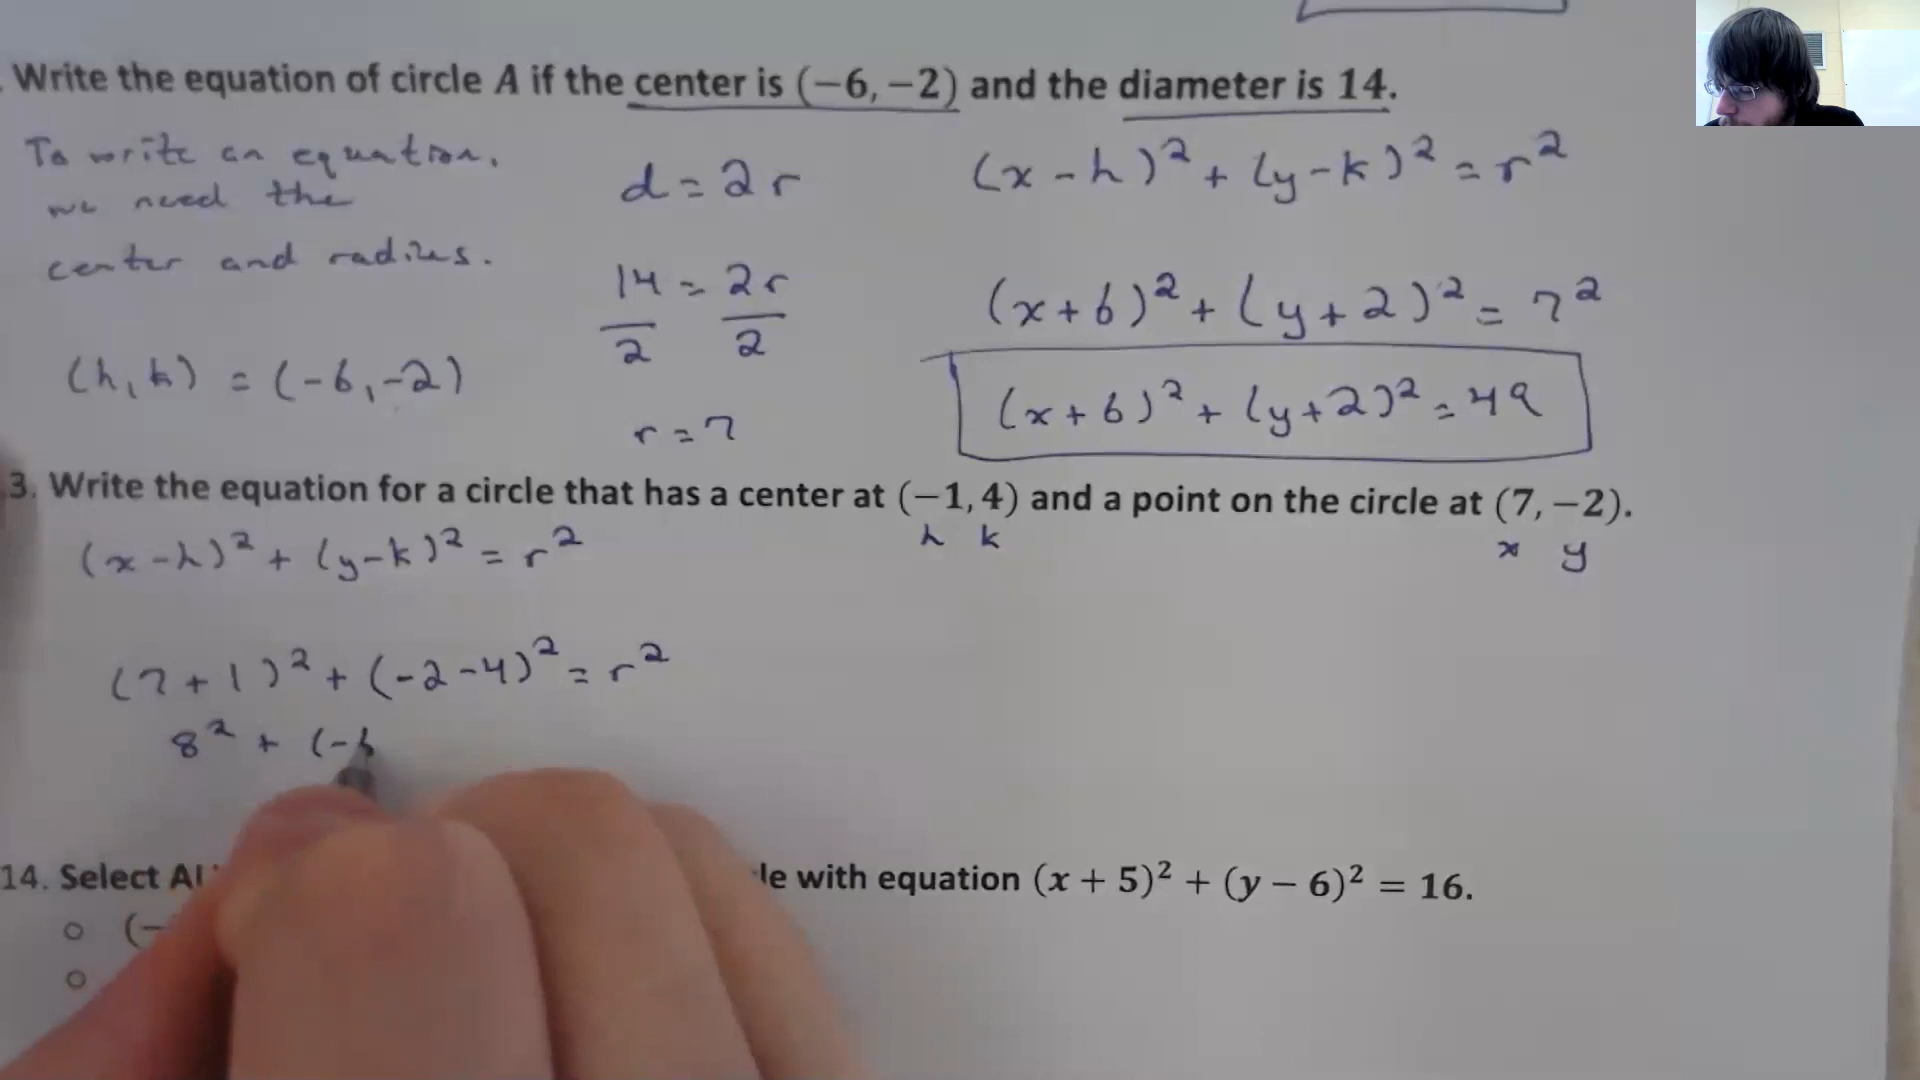 Write the equation of circle A if the center is (−6, −2) and the diameter is 14.
To write an equation,
we need the
center and radius.
(h, k) = (-6, -2)
d = 2r
14 = 2r
2 2
r = 7
(x - h)² + (y - k)² = r²
(x + 6)² + (y + 2)² = 7²
(x + 6)² + (y + 2)² = 49
3. Write the equation for a circle that has a center at (−1, 4) and a point on the circle at (7, −2).
h k x y
(x - h)² + (y - k)² = r²
(7 + 1)² + (-2 - 4)² = r²
8² + (-6
14. Select Al le with equation (x + 5)² + (y − 6)² = 16.
(−